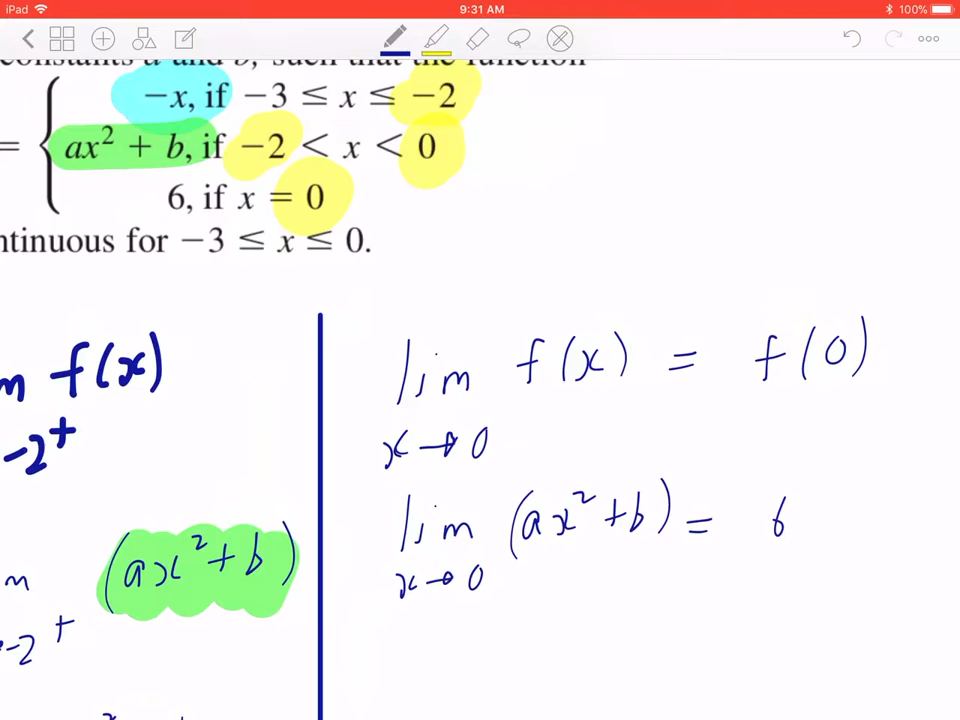 iPad 9:31 AM 100%
constants a and b, such that the function
−x, if −3 ≤ x ≤ −2
= { ax² + b, if −2 < x < 0
6, if x = 0
ntinuous for −3 ≤ x ≤ 0.
m f(x)
-2⁺
m (ax²+b)
-2⁺
lim f(x) = f(0)
x→0
lim (ax²+b) = 6
x→0